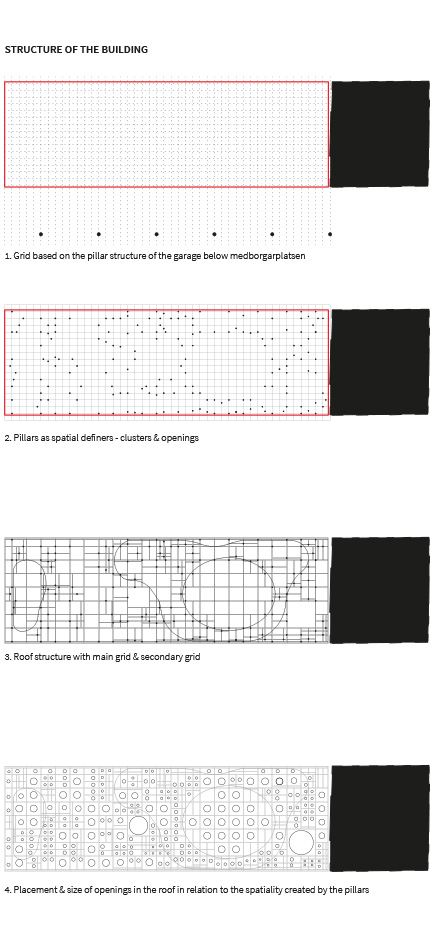 STRUCTURE OF THE BUILDING
1. Grid based on the pillar structure of the garage below medborgarplatsen
2. Pillars as spatial definers - clusters & openings
3. Roof structure with main grid & secondary grid
4. Placement & size of openings in the roof in relation to the spatiality created by the pillars